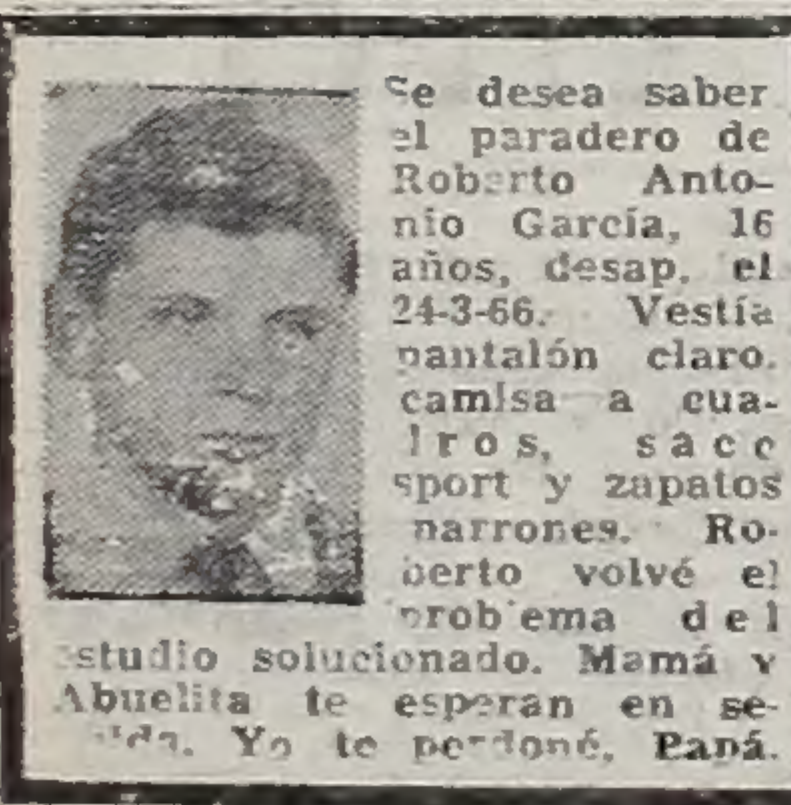 Se desea saber
el paradero de
Roberto Anto-
nio García, 16
años, desap. el
24-3-66. Vestía
pantalón claro,
camisa a cua-
dros, saco
sport y zapatos
marrones. Ro-
berto volvé el
problema del
estudio solucionado. Mamá y
Abuelita te esperan en se-
guida. Yo te perdoné, Papá.